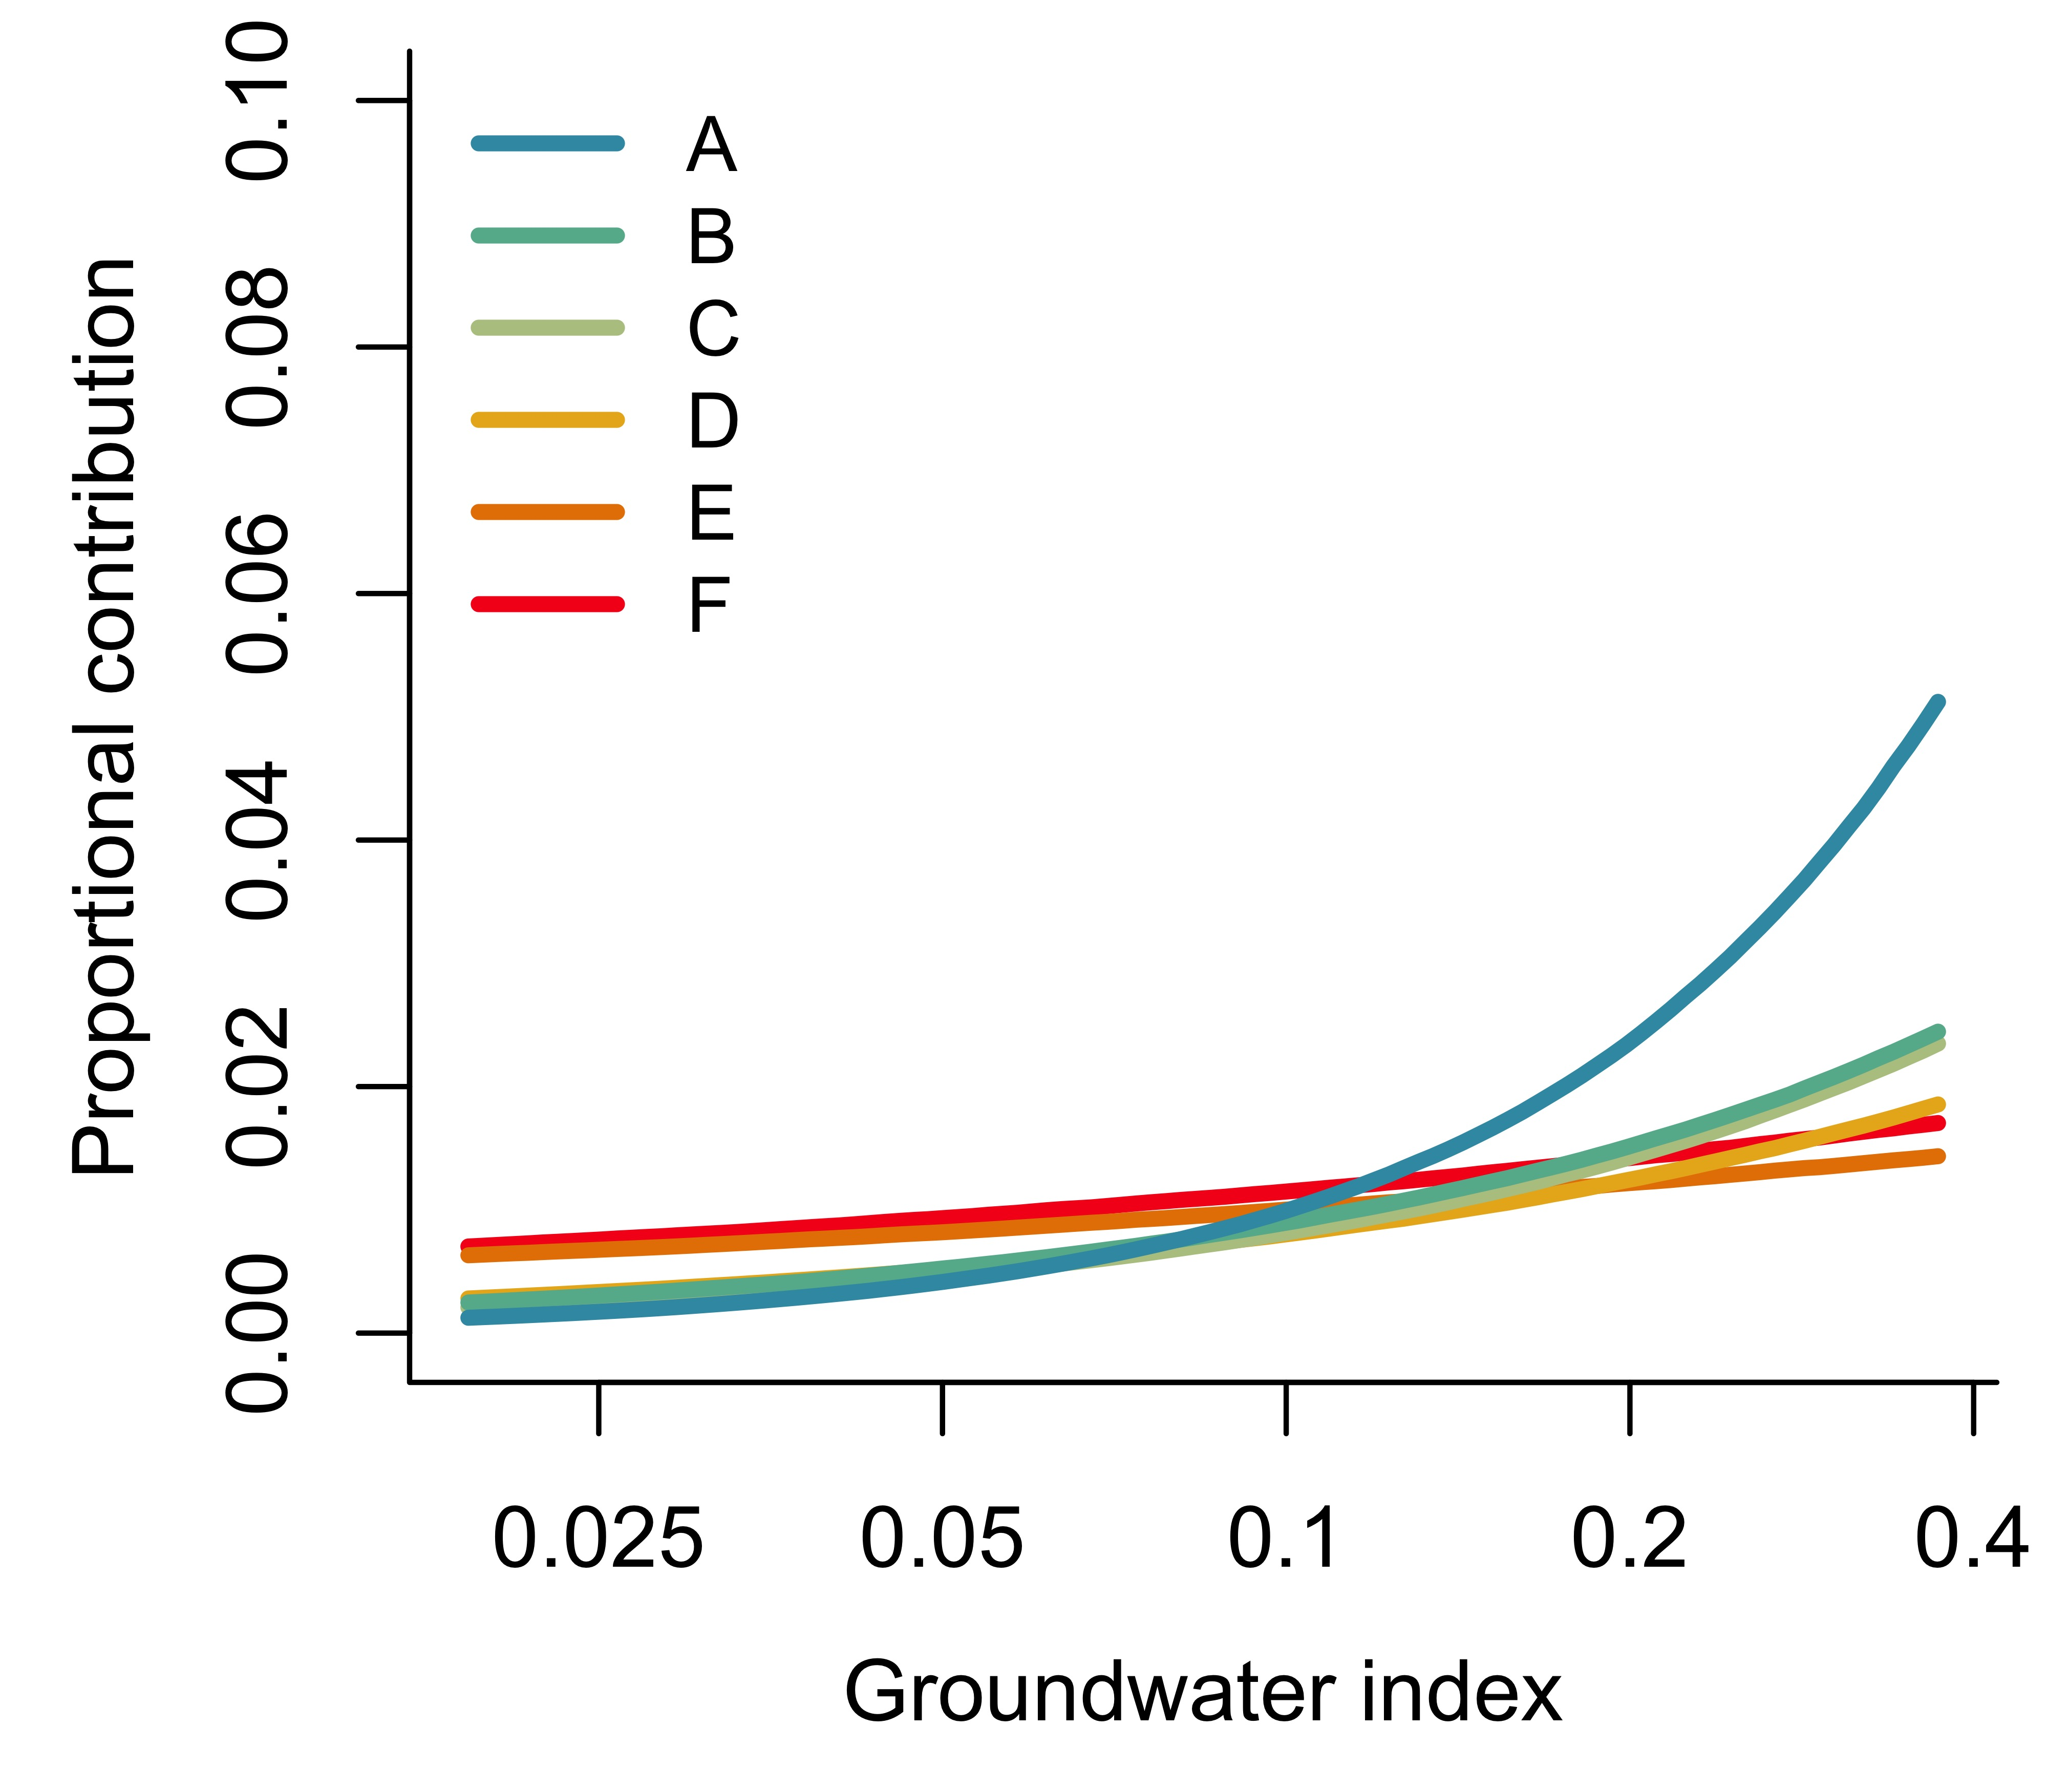 Proportional contribution
0.10
0.08
0.06
0.04
0.02
0.00
A
B
C
D
E
F
0.025 0.05 0.1 0.2 0.4
Groundwater index